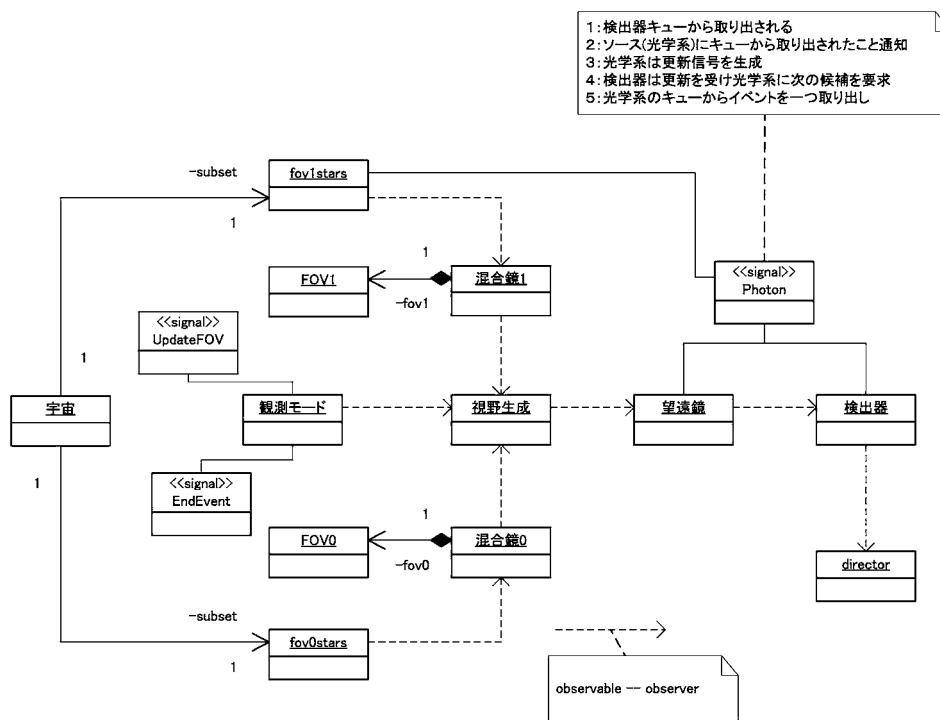 1:検出器キューから取り出される
2:ソース(光学系)にキューから取り出されたこと通知
3:光学系は更新信号を生成
4:検出器は更新を受け光学系に次の候補を要求
5:光学系のキューからイベントを一つ取り出し
-subset
fov1stars
1
<<signal>>
Photon
1
FOV1
混合鏡1
-fov1
<<signal>>
UpdateFOV
1
宇宙
観測モード
視野生成
望遠鏡
検出器
1
<<signal>>
EndEvent
1
FOV0
混合鏡0
-fov0
director
-subset
fov0stars
1
observable -- observer